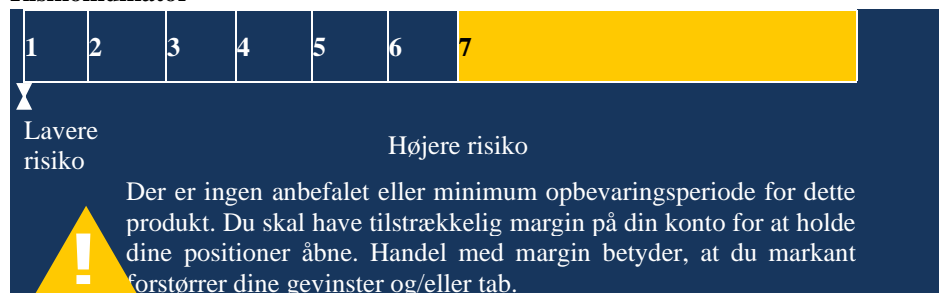 1 2 3 4 5 6 7
Lavere
risiko
Højere risiko
Der er ingen anbefalet eller minimum opbevaringsperiode for dette
produkt. Du skal have tilstrækkelig margin på din konto for at holde
dine positioner åbne. Handel med margin betyder, at du markant
forstørrer dine gevinster og/eller tab.